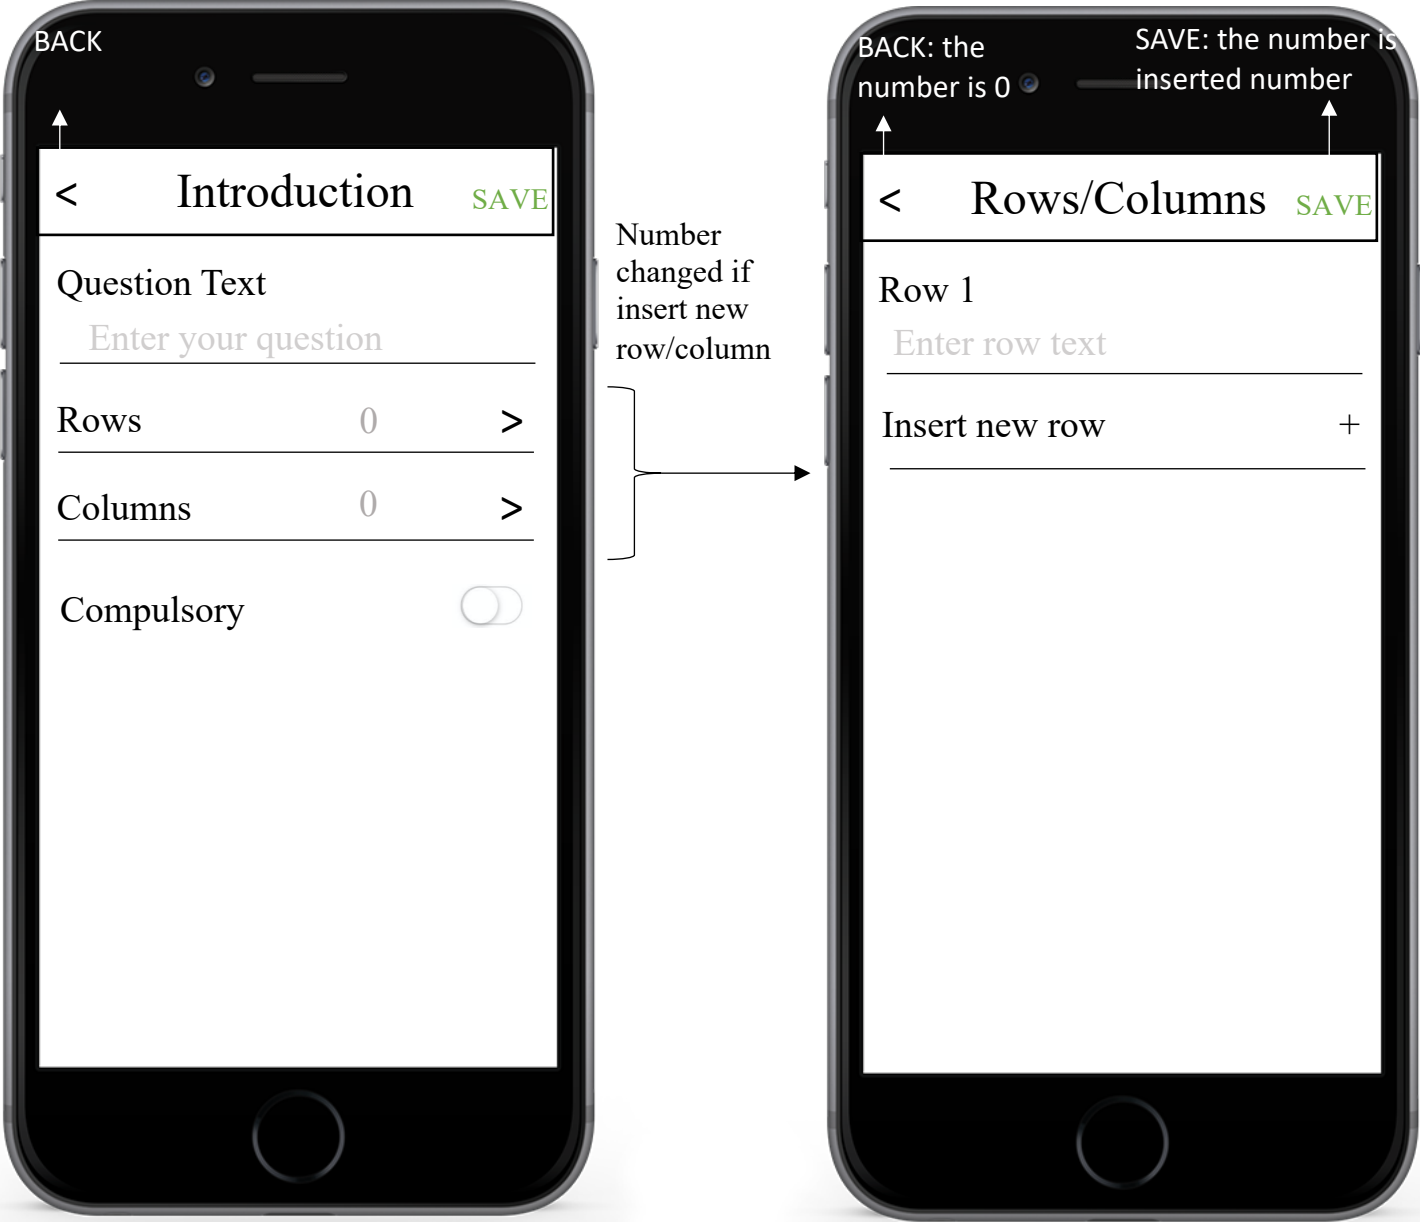 BACK
< Introduction SAVE
Question Text
Enter your question
Rows 0 >
Columns 0 >
Compulsory
Number
changed if
insert new
row/column
BACK: the
number is 0
SAVE: the number is
inserted number
< Rows/Columns SAVE
Row 1
Enter row text
Insert new row +